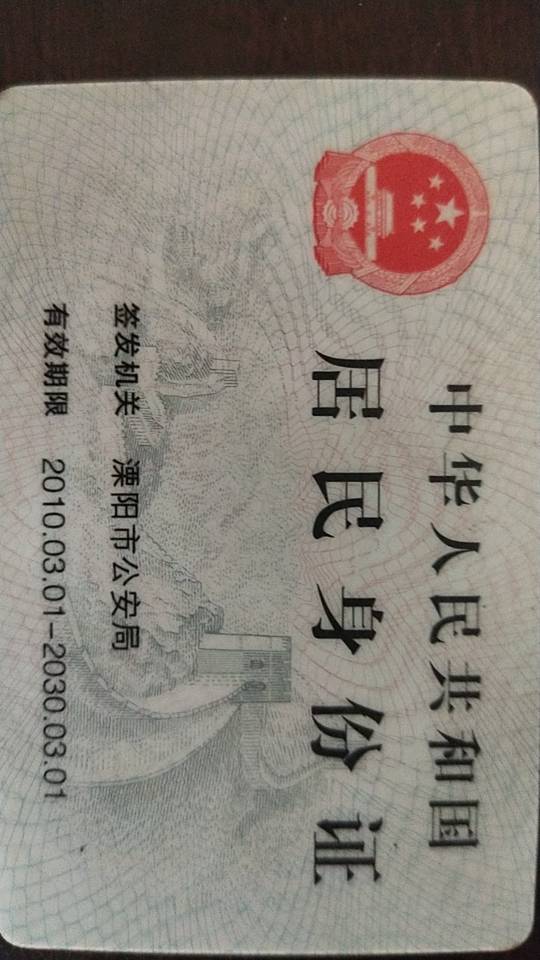 中华人民共和国
居民身份证
签发机关 溧阳市公安局
有效期限 2010.03.01-2030.03.01